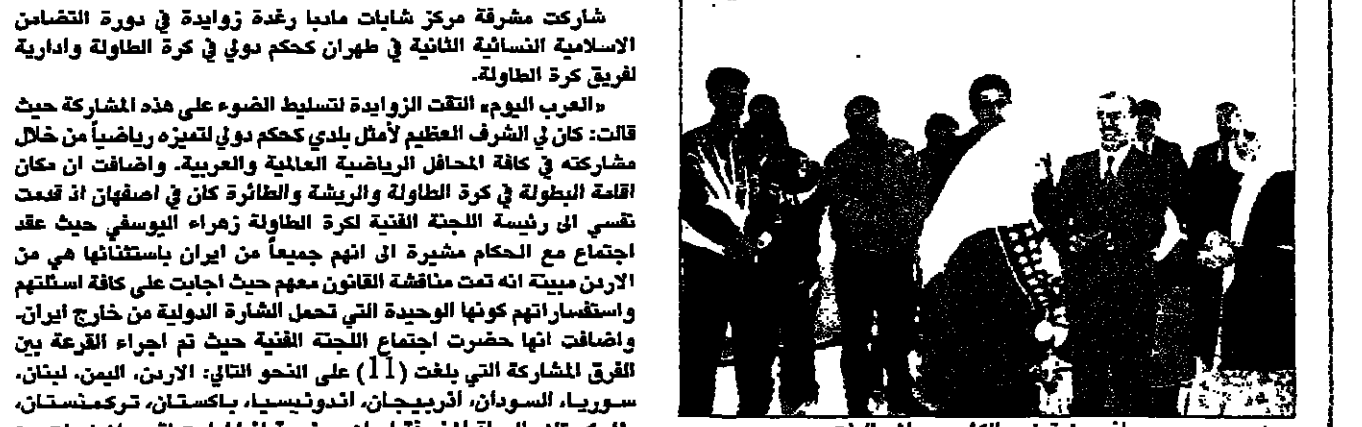 شاركت مشرفة مركز شابات مادبا رغدة زوايدة في دورة التضامن
الاسلامية النسائية الثانية في طهران كحكم دولي في كرة الطاولة وادارية
لفريق كرة الطاولة.
«العرب اليوم» التقت الزوايدة لتسليط الضوء على هذه المشاركة حيث
قالت: كان لي الشرف العظيم لأمثل بلدي كحكم دولي لتميزه رياضياً من خلال
مشاركته في كافة المحافل الرياضية العالمية والعربية. واضافت ان مكان
اقامة البطولة في كرة الطاولة والريشة والطائرة كان في اصفهان اذ قدمت
نفسي الى رئيسة اللجنة الفنية لكرة الطاولة زهراء اليوسفي حيث عقد
اجتماع مع الحكام مشيرة الى انهم جميعاً من ايران باستثنائها هي من
الاردن مبينة انه تمت مناقشة القانون معهم حيث اجابت على كافة اسئلتهم
واستفساراتهم كونها الوحيدة التي تحمل الشارة الدولية من خارج ايران.
واضافت انها حضرت اجتماع اللجنة الفنية حيث تم اجراء القرعة بين
الفرق المشاركة التي بلغت (11) على النحو التالي: الاردن، اليمن، لبنان،
سوريا، السودان، اذربيجان، اندونيسيا، باكستان، تركمنستان،